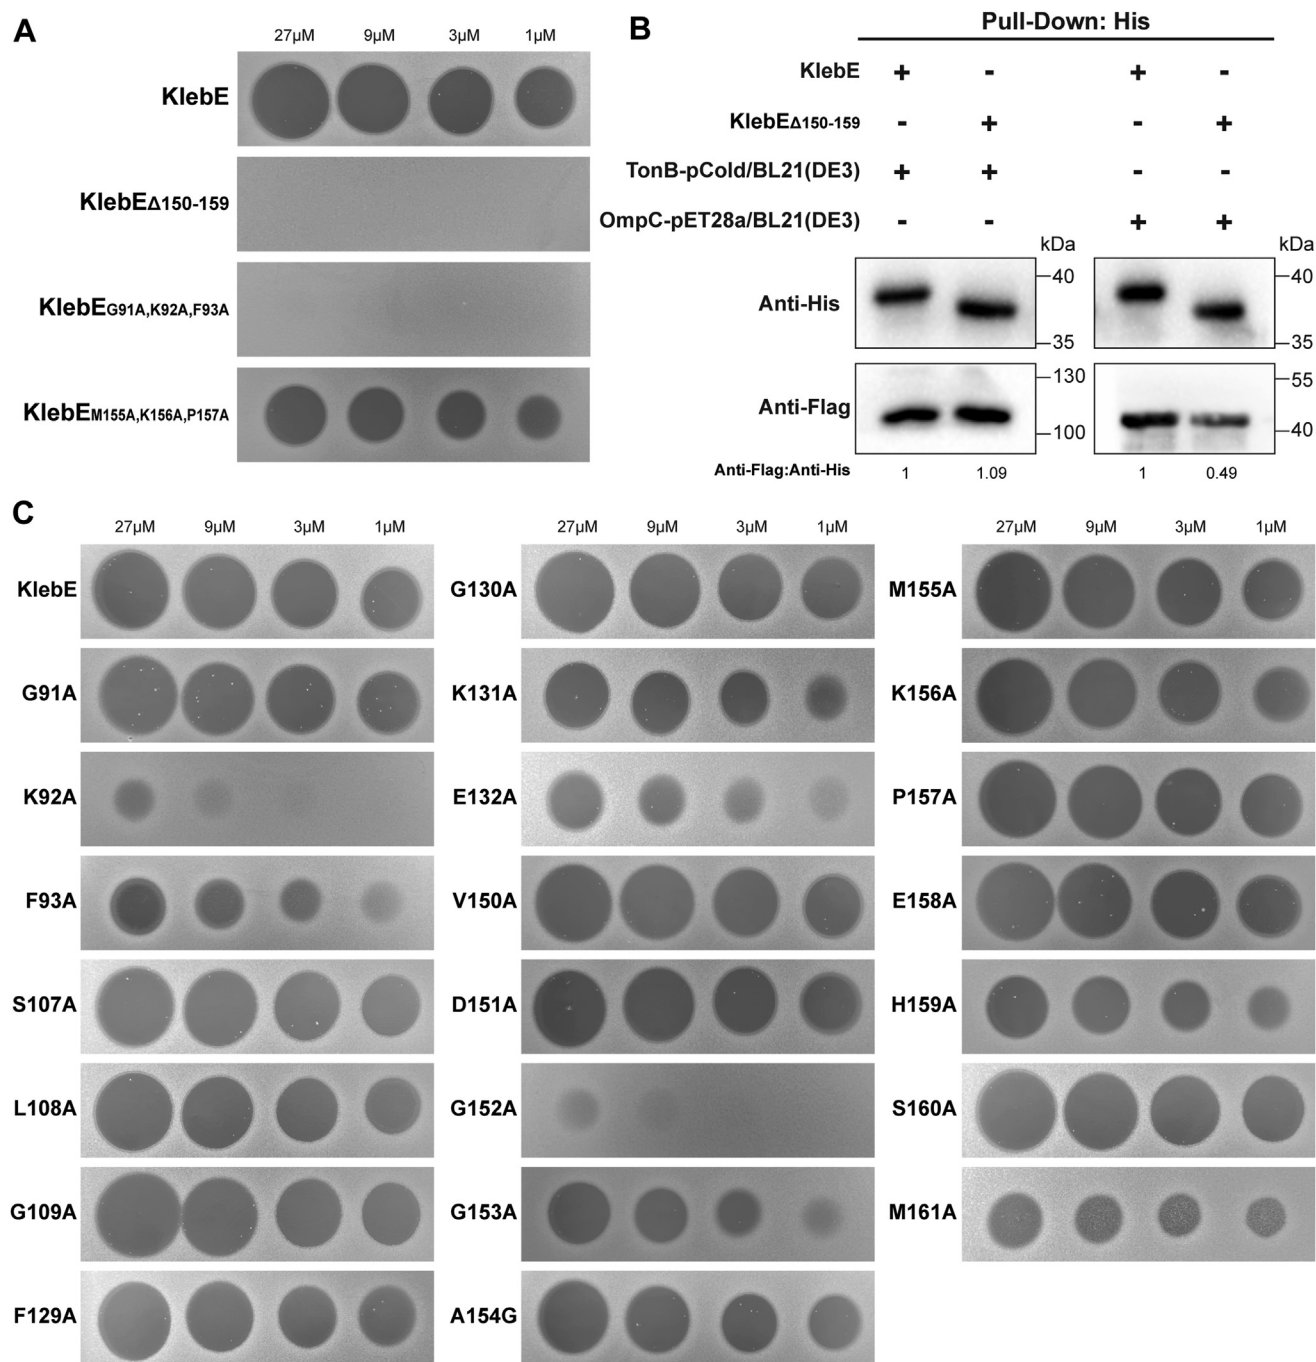 A
27μM 9μM 3μM 1μM
KlebE
KlebEΔ150-159
KlebEG91A,K92A,F93A
KlebEM155A,K156A,P157A
B
Pull-Down: His
KlebE + - + -
KlebEΔ150-159 - + - +
TonB-pCold/BL21(DE3) + + - -
OmpC-pET28a/BL21(DE3) - - + +
kDa kDa
Anti-His 40 35 40 35
Anti-Flag 130 100 55 40
Anti-Flag:Anti-His 1 1.09 1 0.49
C
27μM 9μM 3μM 1μM 27μM 9μM 3μM 1μM 27μM 9μM 3μM 1μM
KlebE G130A M155A
G91A K131A K156A
K92A E132A P157A
F93A V150A E158A
S107A D151A H159A
L108A G152A S160A
G109A G153A M161A
F129A A154G